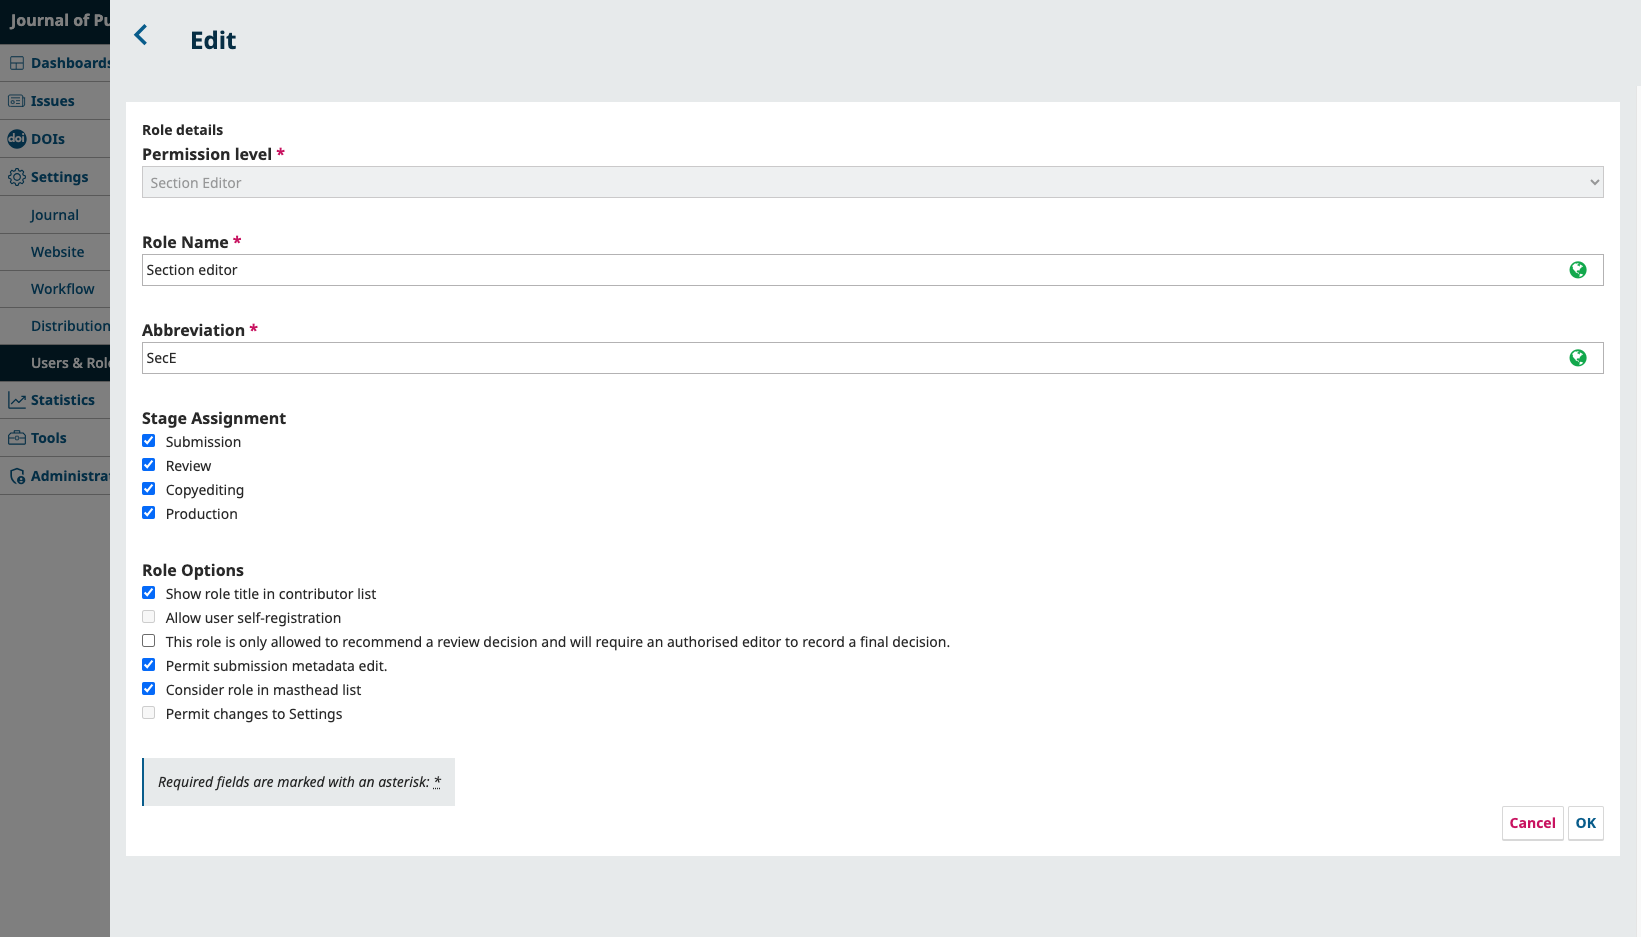 Journal of Pu
Edit
Dashboards
Issues
doi DOIs
Settings
Journal
Website
Workflow
Distribution
Users & Rol
Statistics
Tools
Administra
Role details
Permission level *
Section Editor
Role Name *
Section editor
Abbreviation *
SecE
Stage Assignment
Submission
Review
Copyediting
Production
Role Options
Show role title in contributor list
Allow user self-registration
This role is only allowed to recommend a review decision and will require an authorised editor to record a final decision.
Permit submission metadata edit.
Consider role in masthead list
Permit changes to Settings
Required fields are marked with an asterisk: *
Cancel OK